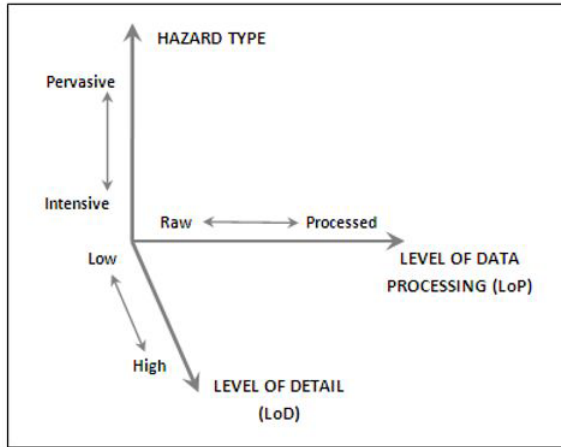 HAZARD TYPE
Pervasive
Intensive
Raw
Processed
Low
LEVEL OF DATA
PROCESSING (LoP)
High
LEVEL OF DETAIL
(LoD)